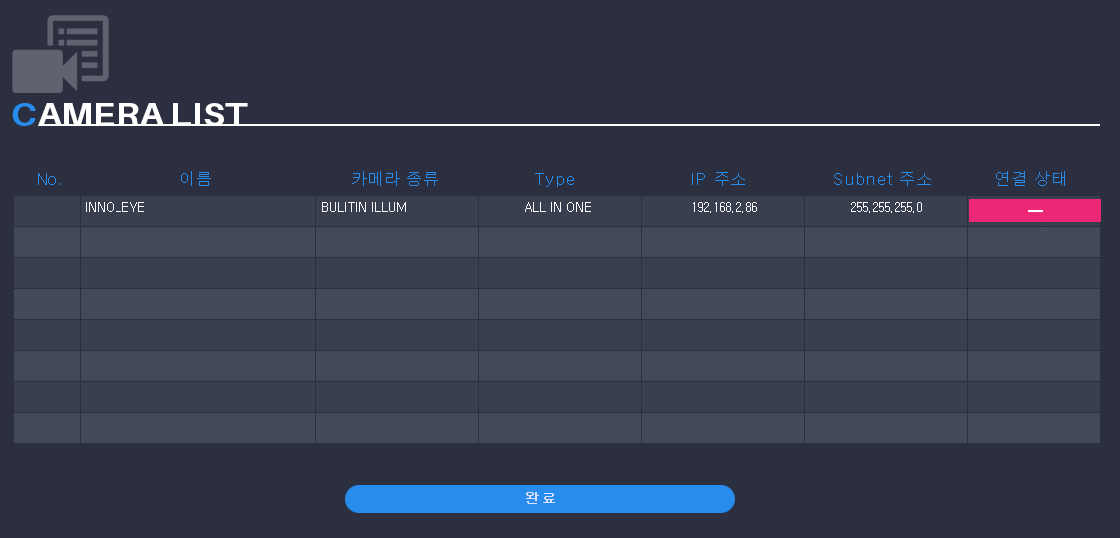 CAMERA LIST
No. 이름 카메라 종류 Type IP 주소 Subnet 주소 연결 상태
INNO_EYE BULITIN ILLUM ALL IN ONE 192,168,2,86 255,255,255,0 —
완료